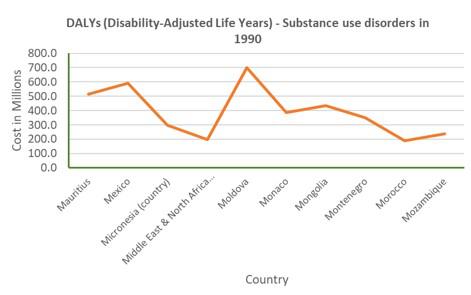 DALYs (Disability-Adjusted Life Years) - Substance use disorders in
1990
Cost in Millions
800.0
700.0
600.0
500.0
400.0
300.0
200.0
100.0
0.0
Mauritius
Mexico
Micronesia (country)
Middle East & North Africa...
Moldova
Monaco
Mongolia
Montenegro
Morocco
Mozambique
Country